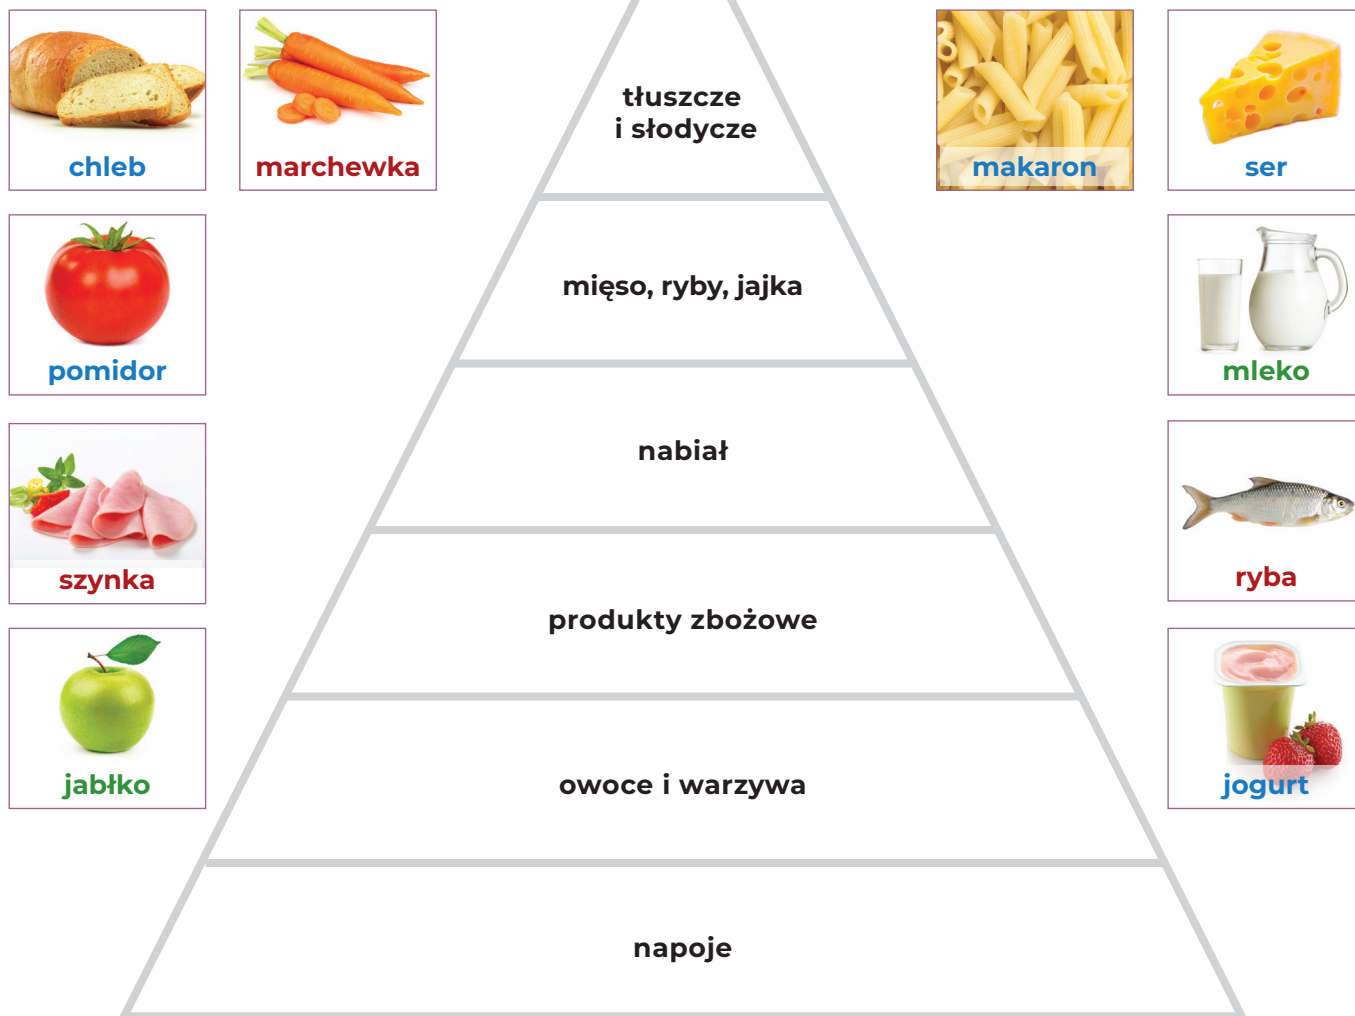 chleb
marchewka
tłuszcze
i słodycze
makaron
ser
pomidor
mięso, ryby, jajka
mleko
nabiał
szynka
ryba
produkty zbożowe
jabłko
owoce i warzywa
jogurt
napoje